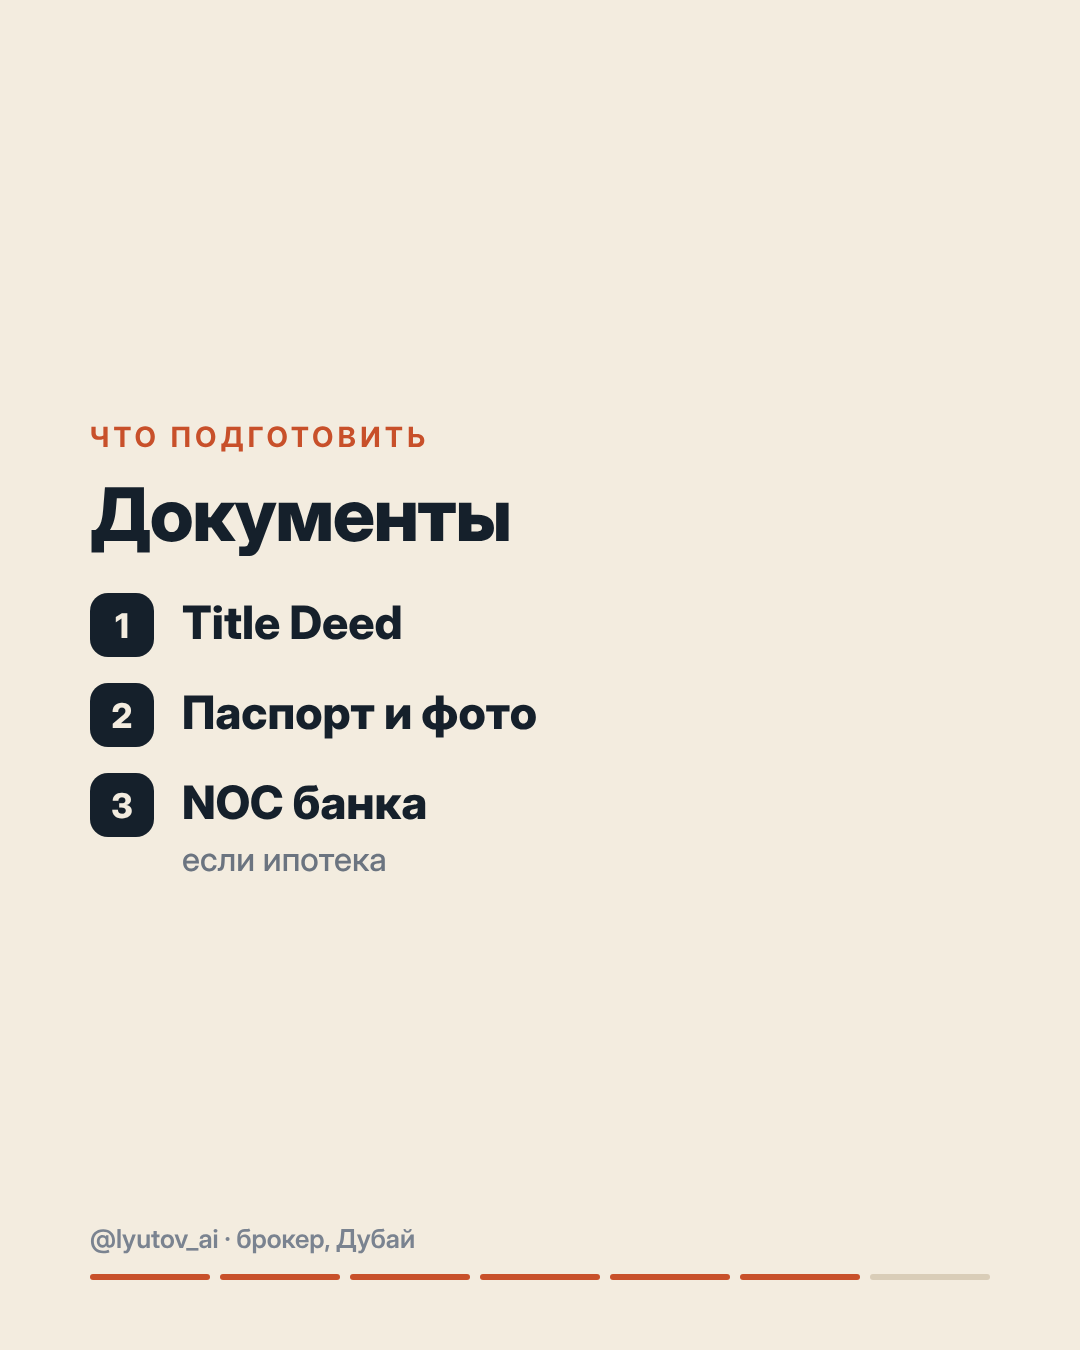 ЧТО ПОДГОТОВИТЬ
Документы
1 Title Deed
2 Паспорт и фото
3 NOC банка
если ипотека
@lyutov_ai · брокер, Дубай